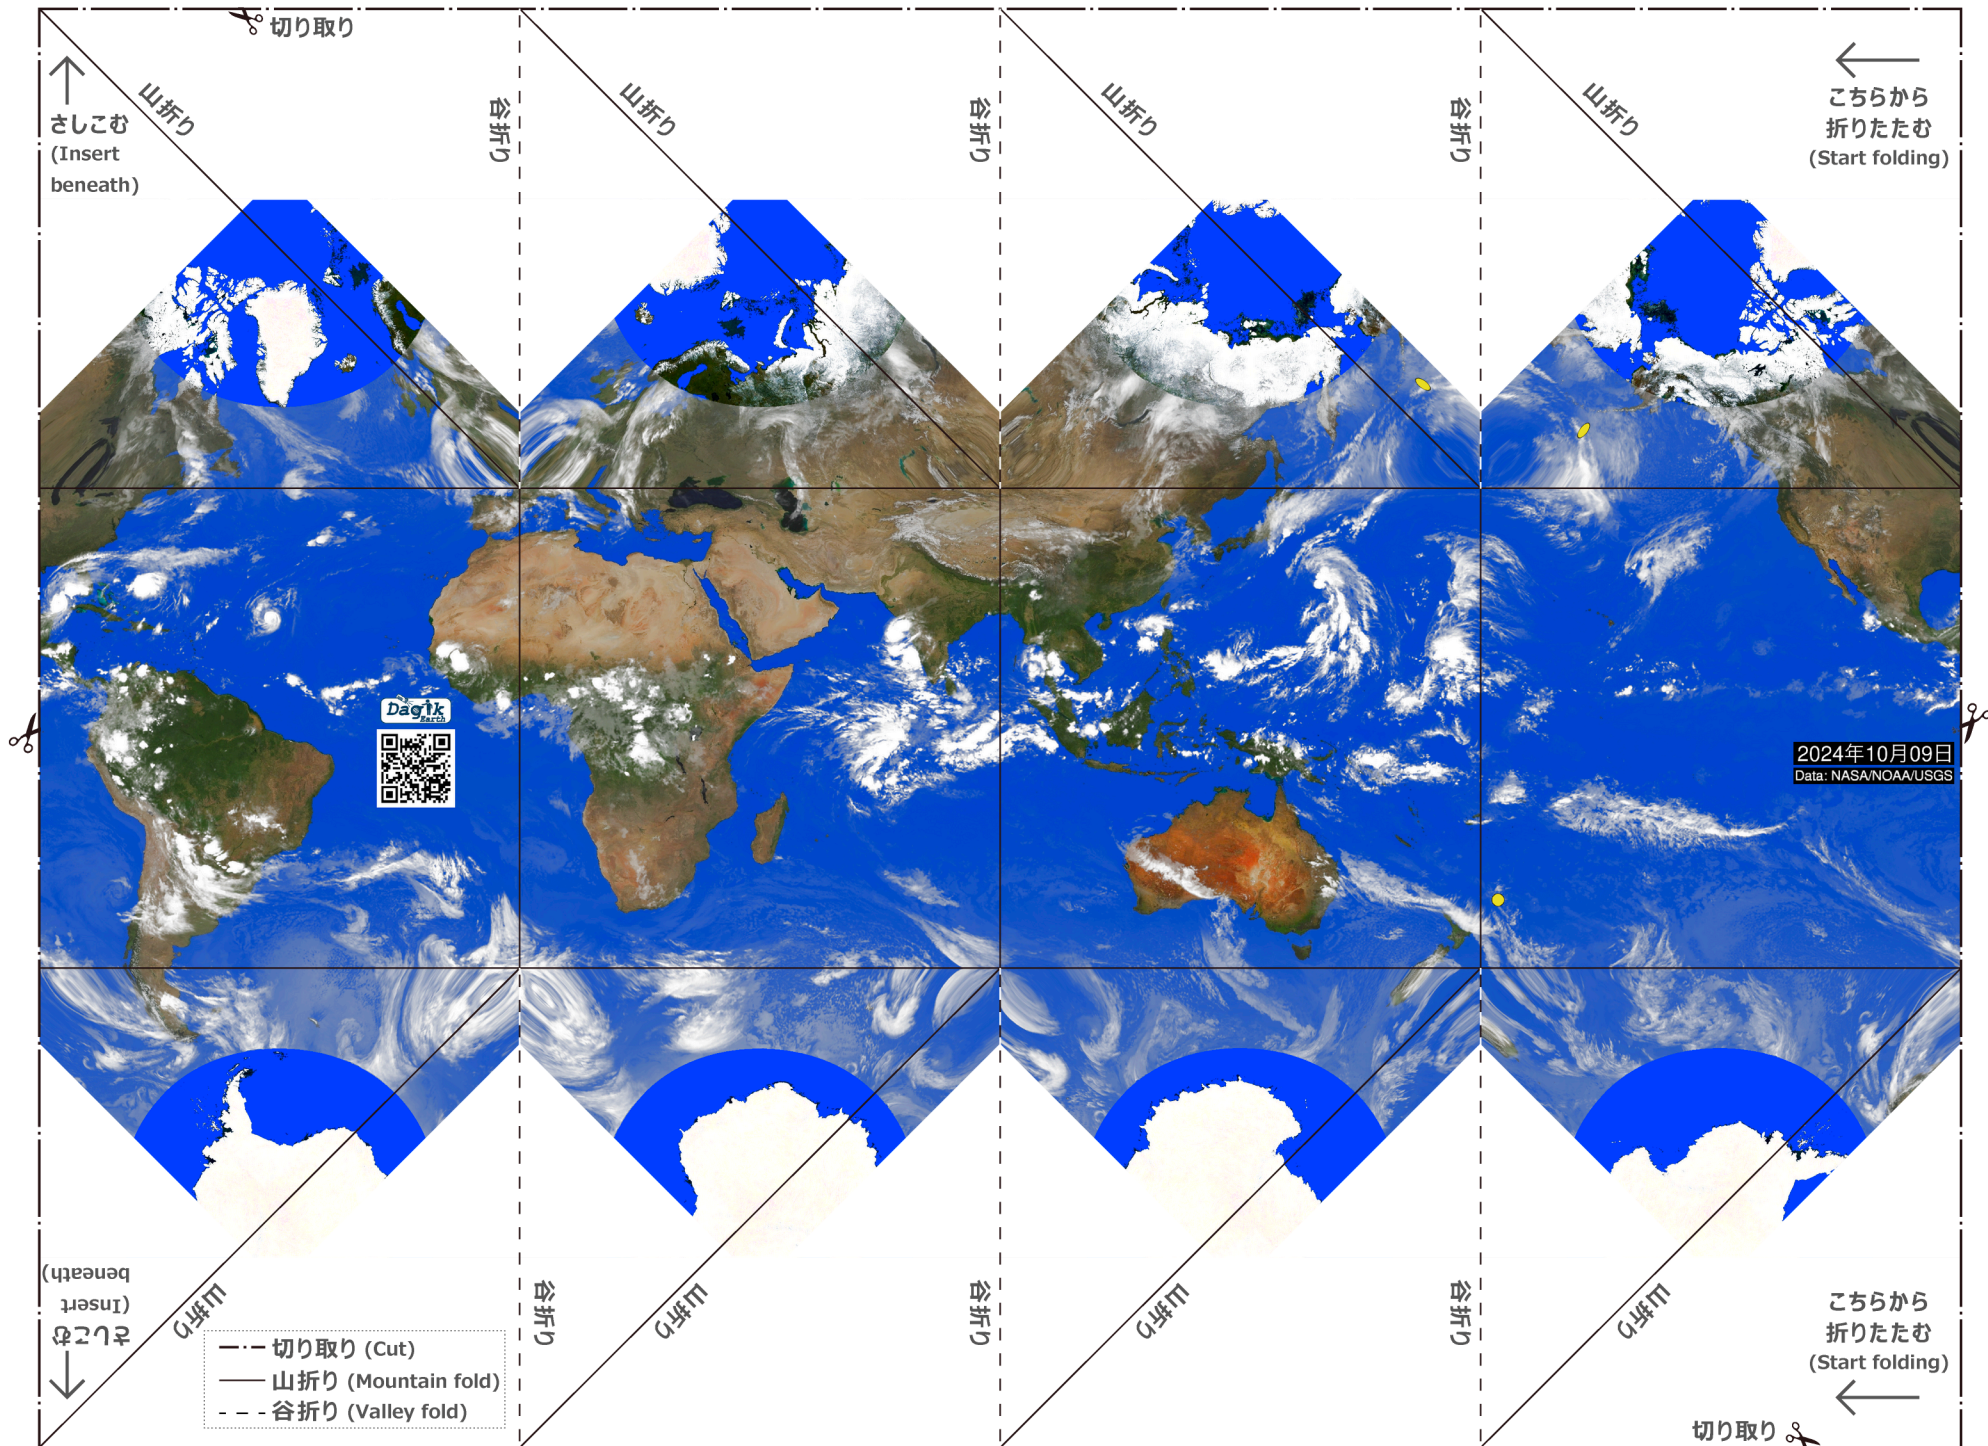 切り取り
山折り
山折り
山折り
山折り
さしこむ
(Insert
beneath)
谷折り
谷折り
谷折り
こちらから
折りたたむ
(Start folding)
Dagik
Earth
2024年10月09日
Data: NASA/NOAA/USGS
さしこむ
(Insert
beneath)
山折り
山折り
山折り
山折り
谷折り
谷折り
谷折り
こちらから
折りたたむ
(Start folding)
切り取り (Cut)
山折り (Mountain fold)
谷折り (Valley fold)
切り取り